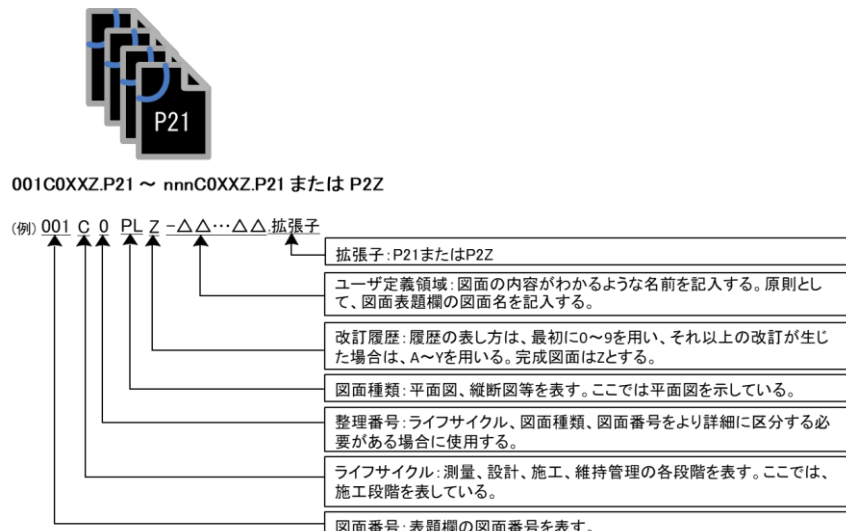 P21
001C0XXZ.P21 ～ nnnC0XXZ.P21 または P2Z
(例) 001 C 0 PL Z -△△…△△.拡張子
拡張子：P21またはP2Z
ユーザ定義領域：図面の内容がわかるような名前を記入する。原則とし
て、図面表題欄の図面名を記入する。
改訂履歴：履歴の表し方は、最初に0～9を用い、それ以上の改訂が生じ
た場合は、A～Yを用いる。完成図面はZとする。
図面種類：平面図、縦断図等を表す。ここでは平面図を示している。
整理番号：ライフサイクル、図面種類、図面番号をより詳細に区分する必
要がある場合に使用する。
ライフサイクル：測量、設計、施工、維持管理の各段階を表す。ここでは、
施工段階を表している。
図面番号：表題欄の図面番号を表す。